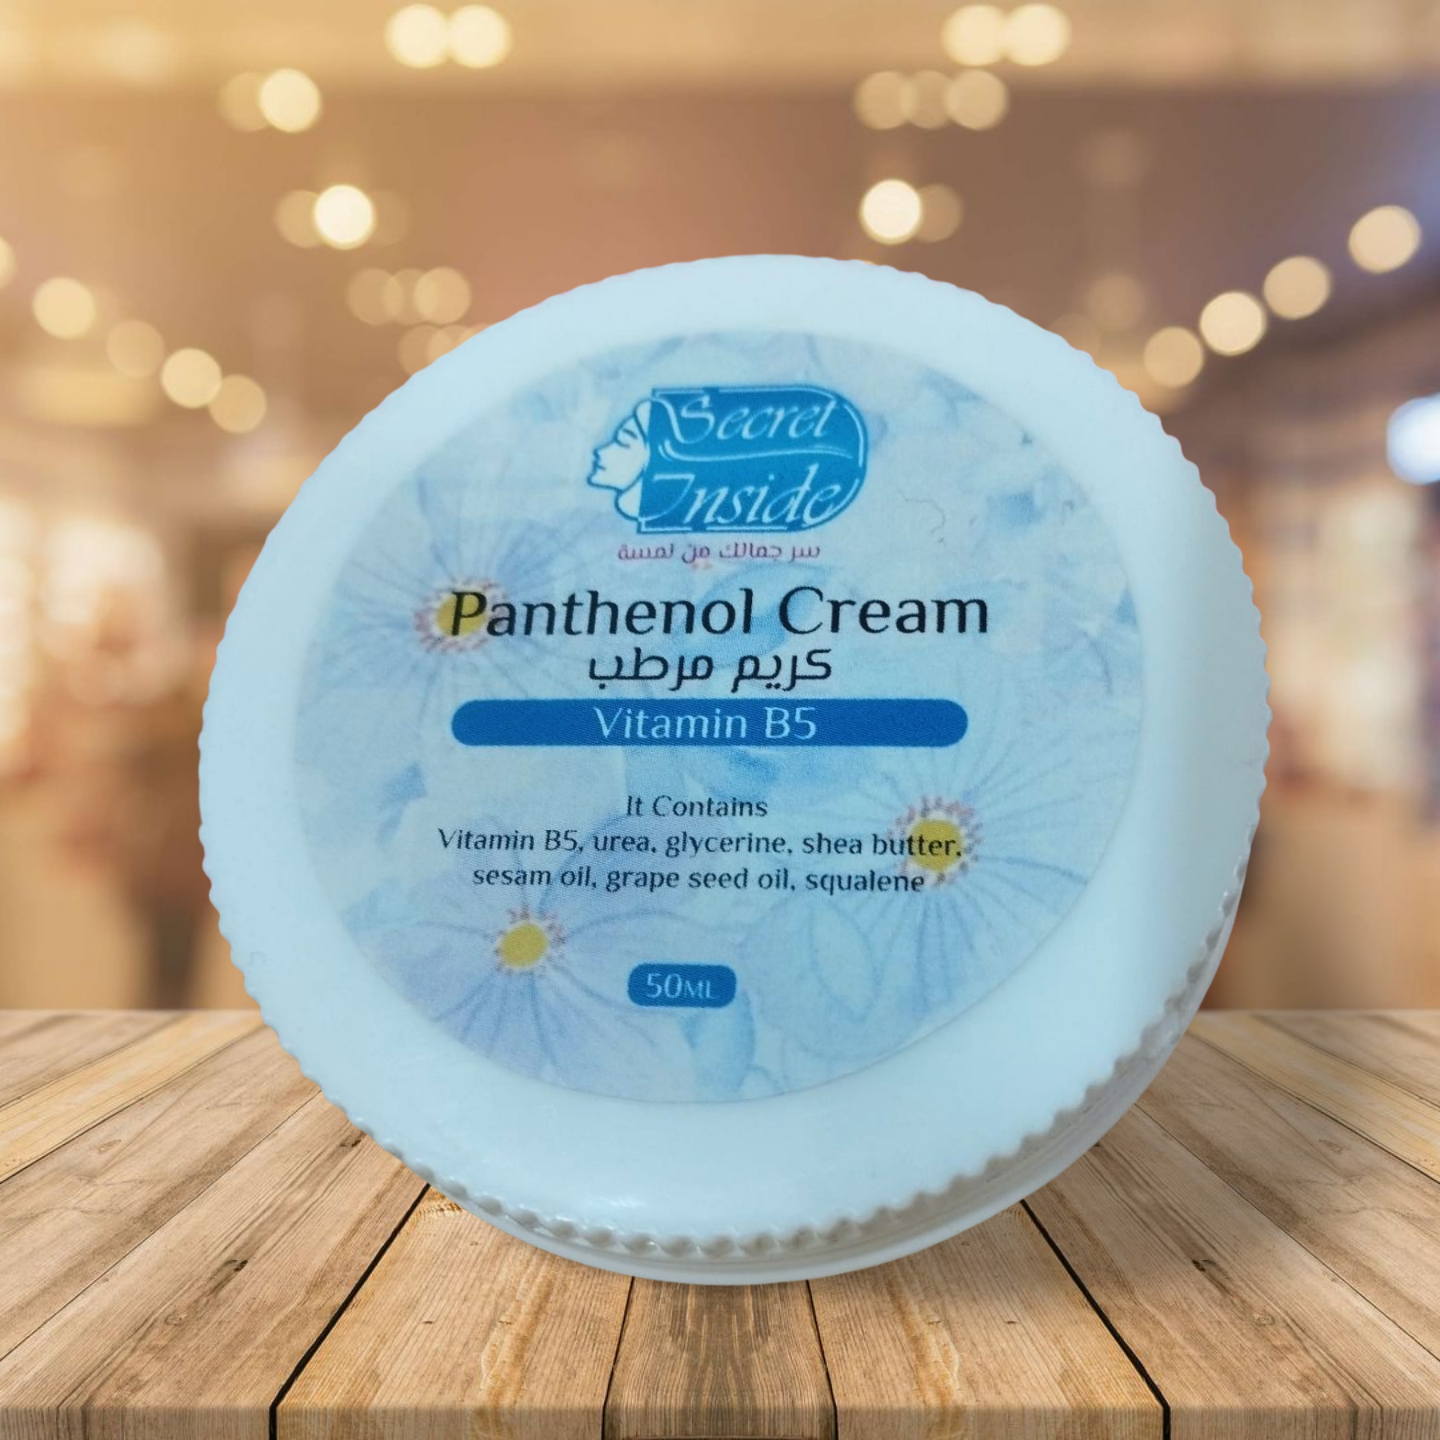 Secret
Inside
سر جمالك من لمسة
Panthenol Cream
كريم مرطب
Vitamin B5
It Contains
Vitamin B5, urea, glycerine, shea butter,
sesam oil, grape seed oil, squalene
50ML